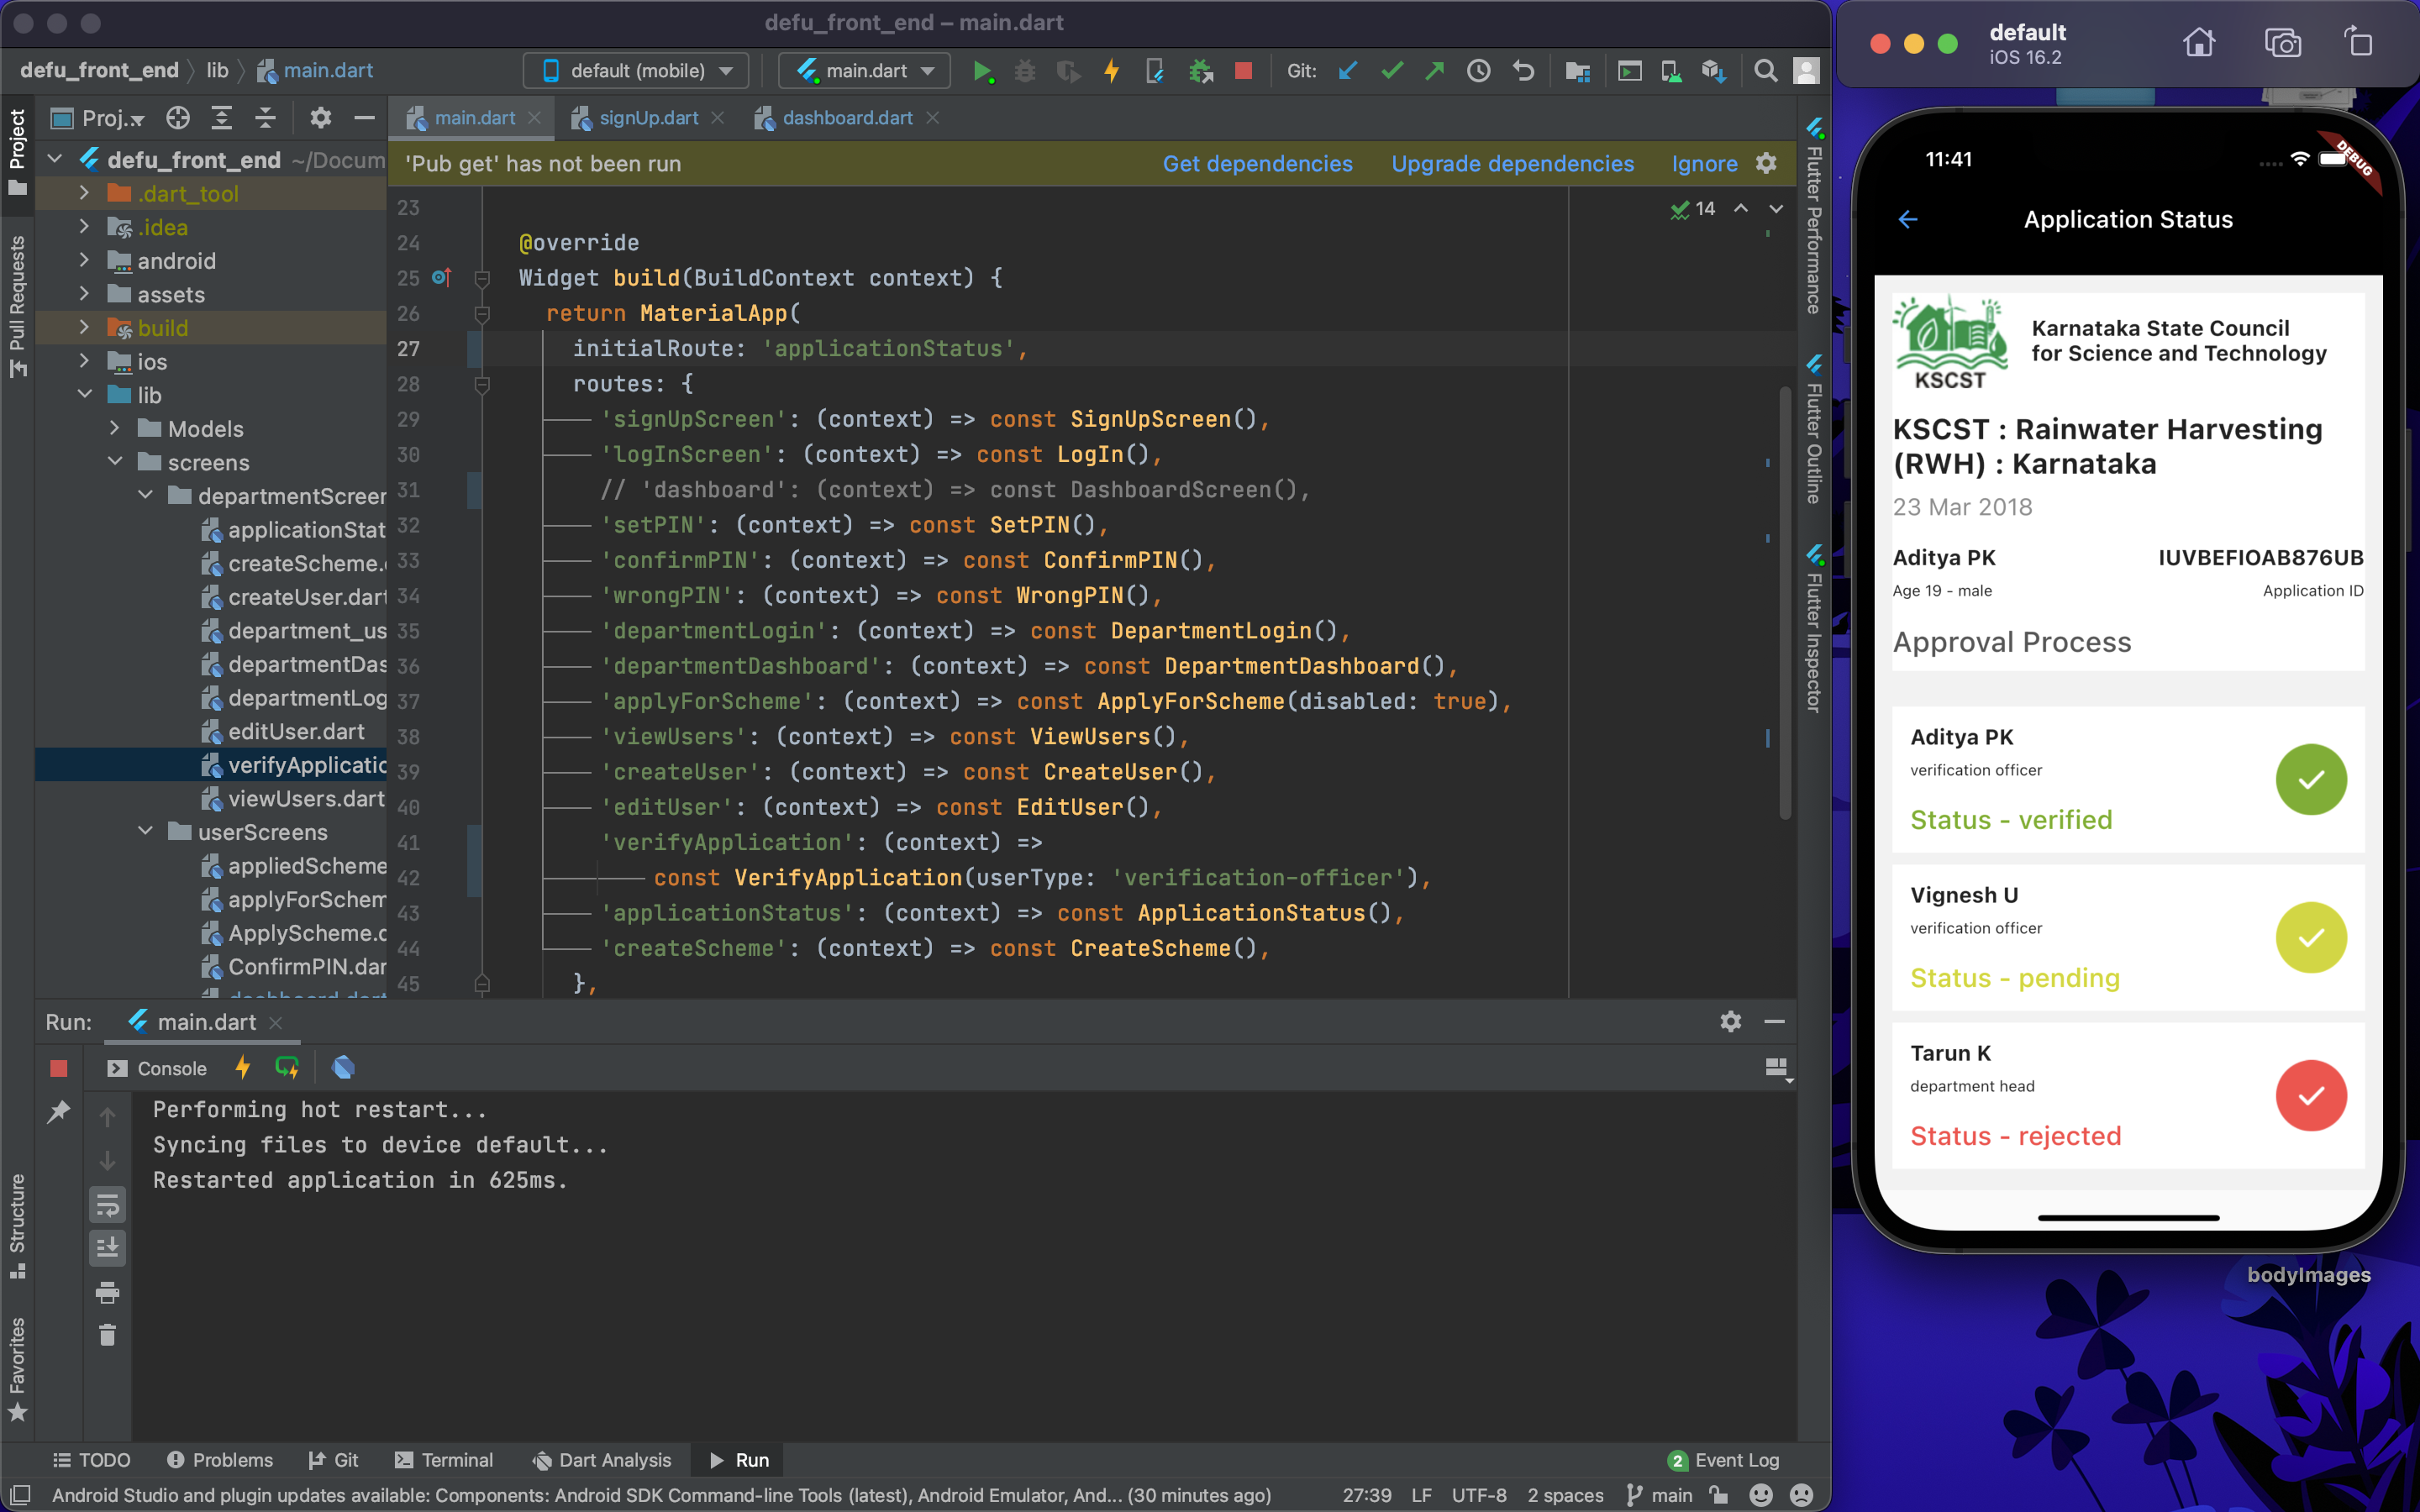 defu_front_end – main.dart
defu_front_end lib main.dart
default (mobile)
main.dart
Git:
Proj...
main.dart
signUp.dart
dashboard.dart
'Pub get' has not been run
Get dependencies
Upgrade dependencies
Ignore
Project
Pull Requests
Structure
Favorites
defu_front_end ~/Docum
.dart_tool
.idea
android
assets
build
ios
lib
Models
screens
departmentScreer
applicationStat
createScheme.
createUser.dart
department_us
departmentDas
departmentLog
editUser.dart
verifyApplicatic
viewUsers.dart
userScreens
appliedScheme
applyForSchem
ApplyScheme.c
ConfirmPIN.dar
dashboard.dart
14
23
24 @override
25 Widget build(BuildContext context) {
26 return MaterialApp(
27 initialRoute: 'applicationStatus',
28 routes: {
29 'signUpScreen': (context) => const SignUpScreen(),
30 'logInScreen': (context) => const LogIn(),
31 // 'dashboard': (context) => const DashboardScreen(),
32 'setPIN': (context) => const SetPIN(),
33 'confirmPIN': (context) => const ConfirmPIN(),
34 'wrongPIN': (context) => const WrongPIN(),
35 'departmentLogin': (context) => const DepartmentLogin(),
36 'departmentDashboard': (context) => const DepartmentDashboard(),
37 'applyForScheme': (context) => const ApplyForScheme(disabled: true),
38 'viewUsers': (context) => const ViewUsers(),
39 'createUser': (context) => const CreateUser(),
40 'editUser': (context) => const EditUser(),
41 'verifyApplication': (context) =>
42 const VerifyApplication(userType: 'verification-officer'),
43 'applicationStatus': (context) => const ApplicationStatus(),
44 'createScheme': (context) => const CreateScheme(),
45 },
Flutter Performance
Flutter Outline
Flutter Inspector
Run: main.dart
Console
Performing hot restart...
Syncing files to device default...
Restarted application in 625ms.
TODO
Problems
Git
Terminal
Dart Analysis
Run
2 Event Log
Android Studio and plugin updates available: Components: Android SDK Command-line Tools (latest), Android Emulator, And... (30 minutes ago)
27:39 LF UTF-8 2 spaces main
default
iOS 16.2
11:41
DEBUG
Application Status
KSCST
Karnataka State Council
for Science and Technology
KSCST : Rainwater Harvesting
(RWH) : Karnataka
23 Mar 2018
Aditya PK IUVBEFIOAB876UB
Age 19 - male Application ID
Approval Process
Aditya PK
verification officer
Status - verified
Vignesh U
verification officer
Status - pending
Tarun K
department head
Status - rejected
bodyImages